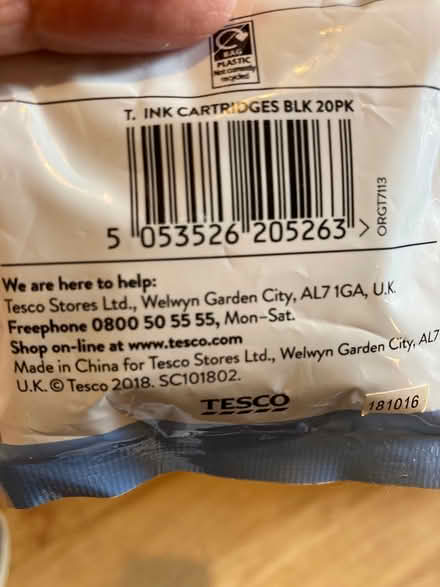 BAG
PLASTIC
Not currently
recycled
T. INK CARTRIDGES BLK 20PK
ORGT7113
5 053526 205263 >
We are here to help:
Tesco Stores Ltd., Welwyn Garden City, AL7 1GA, U.K.
Freephone 0800 50 55 55, Mon–Sat.
Shop on-line at www.tesco.com
Made in China for Tesco Stores Ltd., Welwyn Garden City, AL7
U.K. © Tesco 2018. SC101802.
TESCO
181016